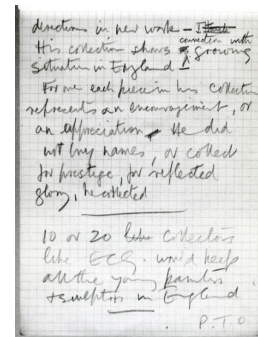 directions in new work – I
connection with
His collection shows growing
situation in England
For me each piece in his collection
represents an encouragement, or
an appreciation. He did
not buy names, or collect
for prestige, for reflected
glory, he collected
10 or 20 collectors
like ECG. would keep
all the young painters
& sculptors in England
P.T.O